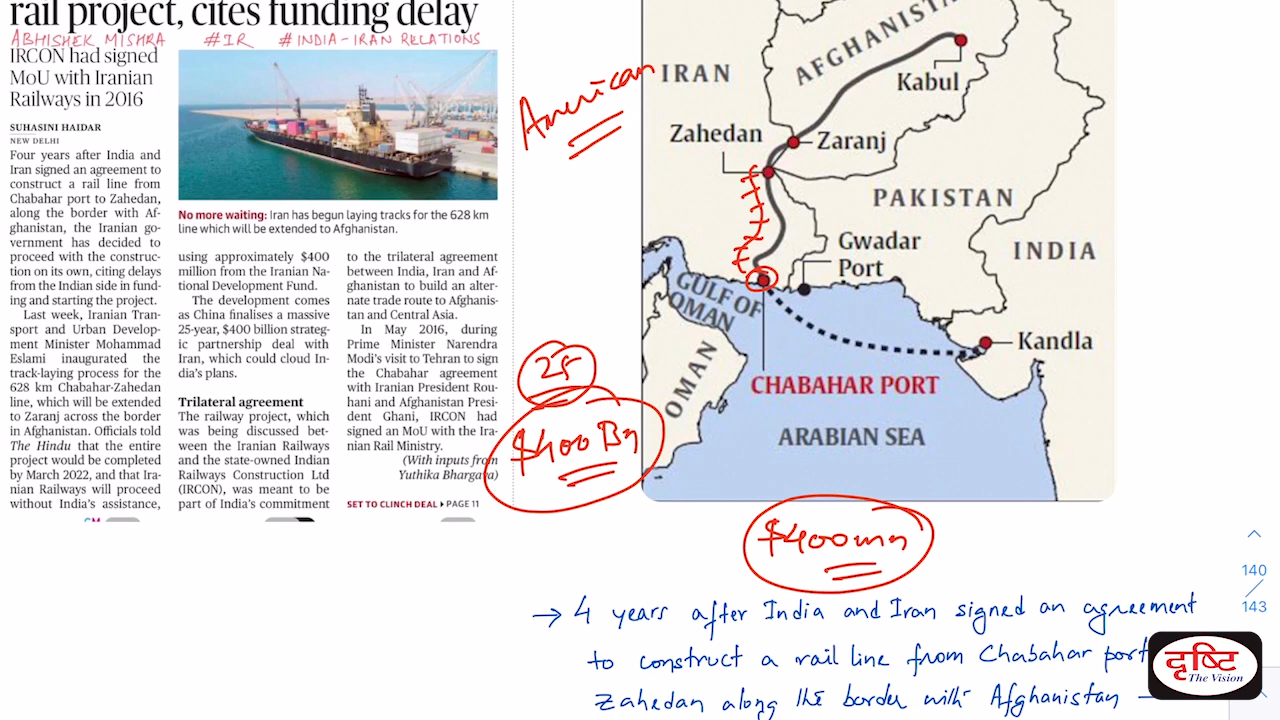 rail project, cites funding delay
ABHISHEK MISHRA #IR #INDIA-IRAN RELATIONS
IRCON had signed
MoU with Iranian
Railways in 2016
SUHASINI HAIDAR
NEW DELHI
Four years after India and
Iran signed an agreement to
construct a rail line from
Chabahar port to Zahedan,
along the border with Af-
ghanistan, the Iranian go-
vernment has decided to
proceed with the construc-
tion on its own, citing delays
from the Indian side in fund-
ing and starting the project.
Last week, Iranian Trans-
port and Urban Develop-
ment Minister Mohammad
Eslami inaugurated the
track-laying process for the
628 km Chabahar-Zahedan
line, which will be extended
to Zaranj across the border
in Afghanistan. Officials told
The Hindu that the entire
project would be completed
by March 2022, and that Ira-
nian Railways will proceed
without India's assistance,
No more waiting: Iran has begun laying tracks for the 628 km
line which will be extended to Afghanistan.
using approximately $400
million from the Iranian Na-
tional Development Fund.
The development comes
as China finalises a massive
25-year, $400 billion strateg-
ic partnership deal with
Iran, which could cloud In-
dia's plans.
Trilateral agreement
The railway project, which
was being discussed bet-
ween the Iranian Railways
and the state-owned Indian
Railways Construction Ltd
(IRCON), was meant to be
part of India's commitment
to the trilateral agreement
between India, Iran and Af-
ghanistan to build an alter-
nate trade route to Afghanis-
tan and Central Asia.
In May 2016, during
Prime Minister Narendra
Modi's visit to Tehran to sign
the Chabahar agreement
with Iranian President Rou-
hani and Afghanistan Presi-
dent Ghani, IRCON had
signed an MoU with the Ira-
nian Rail Ministry.
(With inputs from
Yuthika Bhargava)
SET TO CLINCH DEAL PAGE 11
American
25
$400 Bn
IRAN
AFGHANISTAN
Kabul
Zahedan
Zaranj
PAKISTAN
Gwadar
Port
INDIA
GULF OF
OMAN
Kandla
OMAN
CHABAHAR PORT
ARABIAN SEA
$400mn
→ 4 years after India and Iran signed an agreement
to construct a rail line from Chabahar port
Zahedan along the border with Afghanistan –
140
/
143
दृष्टि
The Vision